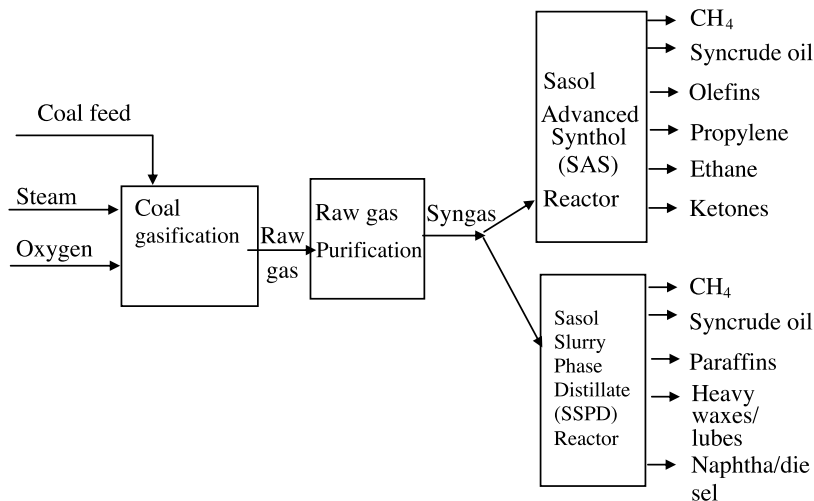 Coal feed
Steam
Oxygen
Coal
gasification
Raw
gas
Raw gas
Purification
Syngas
Sasol
Advanced
Synthol
(SAS)
Reactor
CH₄
Syncrude oil
Olefins
Propylene
Ethane
Ketones
Sasol
Slurry
Phase
Distillate
(SSPD)
Reactor
CH₄
Syncrude oil
Paraffins
Heavy
waxes/
lubes
Naphtha/die
sel